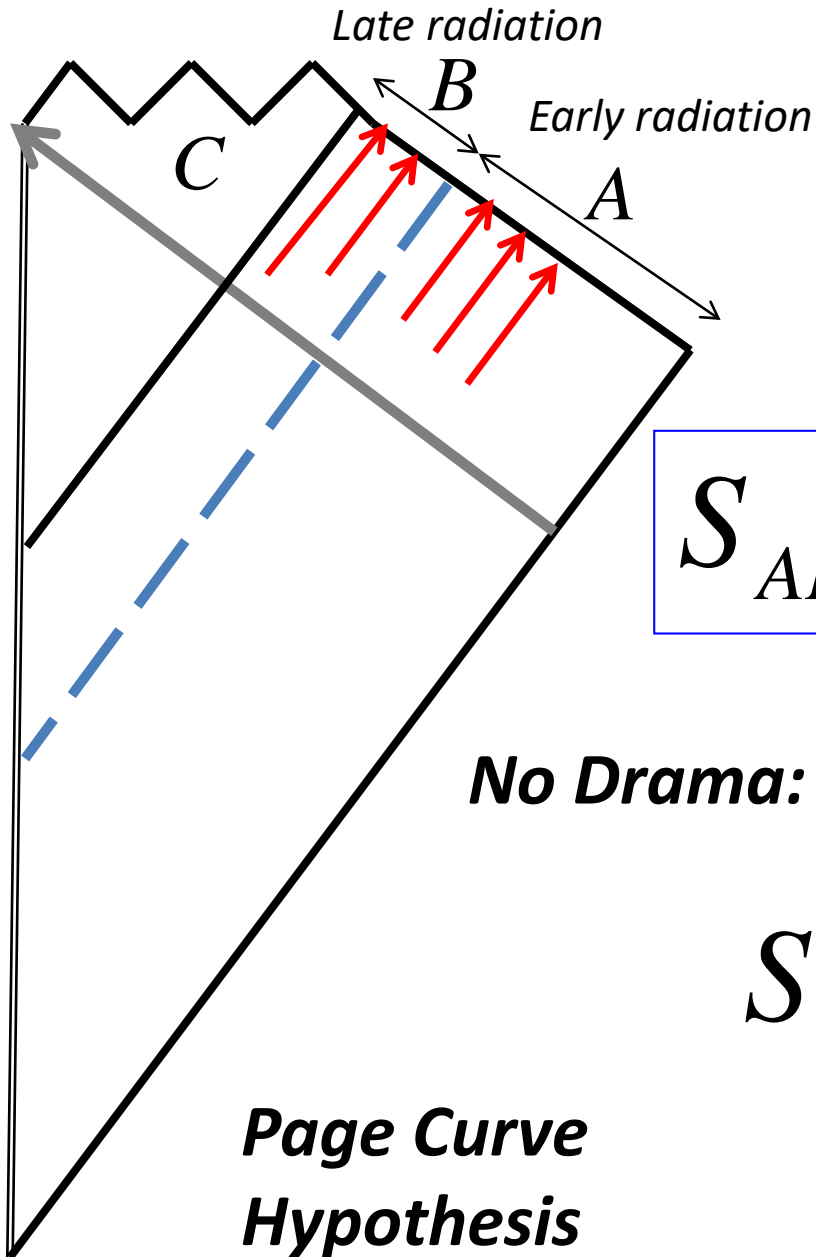 Late radiation
B
Early radiation
A
C
S
No Drama:
S
Page Curve
Hypothesis